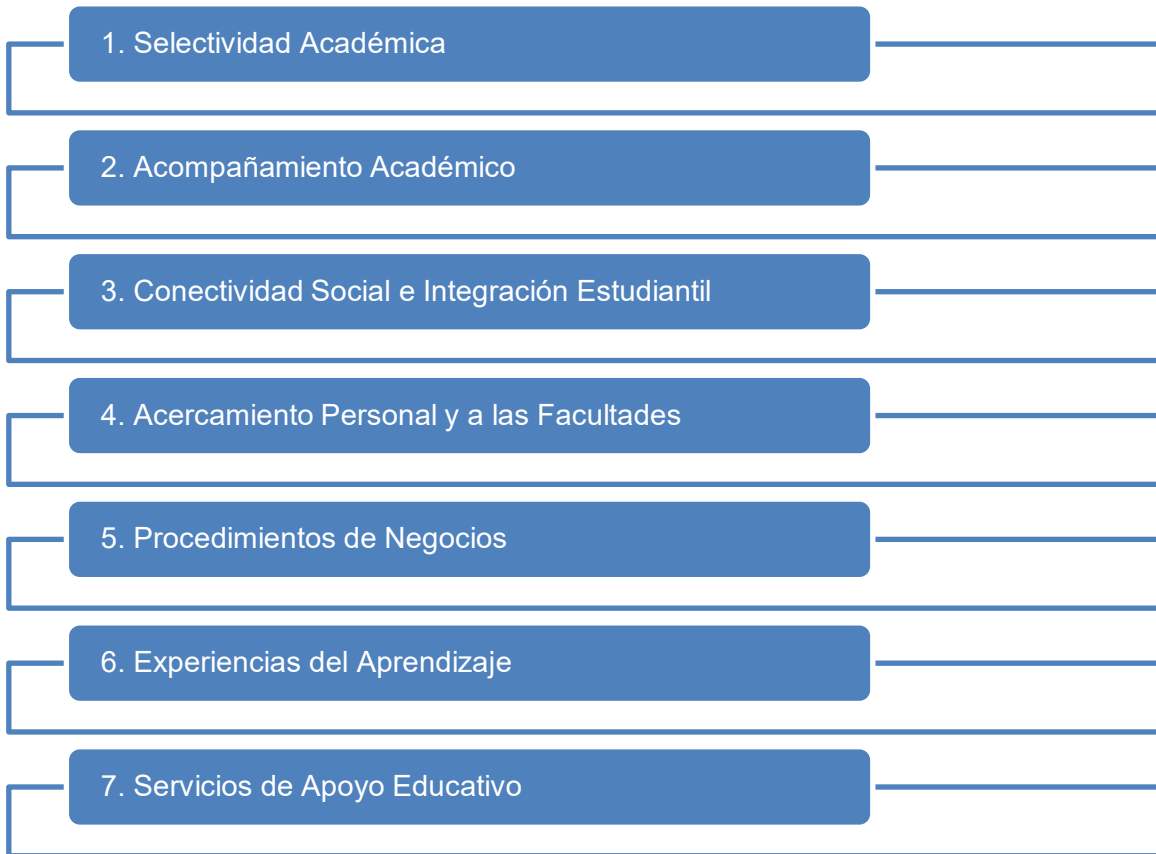 1. Selectividad Académica
2. Acompañamiento Académico
3. Conectividad Social e Integración Estudiantil
4. Acercamiento Personal y a las Facultades
5. Procedimientos de Negocios
6. Experiencias del Aprendizaje
7. Servicios de Apoyo Educativo